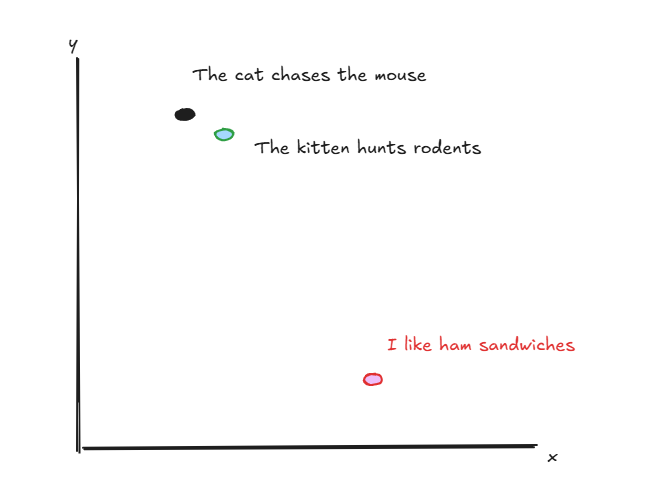 y
The cat chases the mouse
The kitten hunts rodents
I like ham sandwiches
x